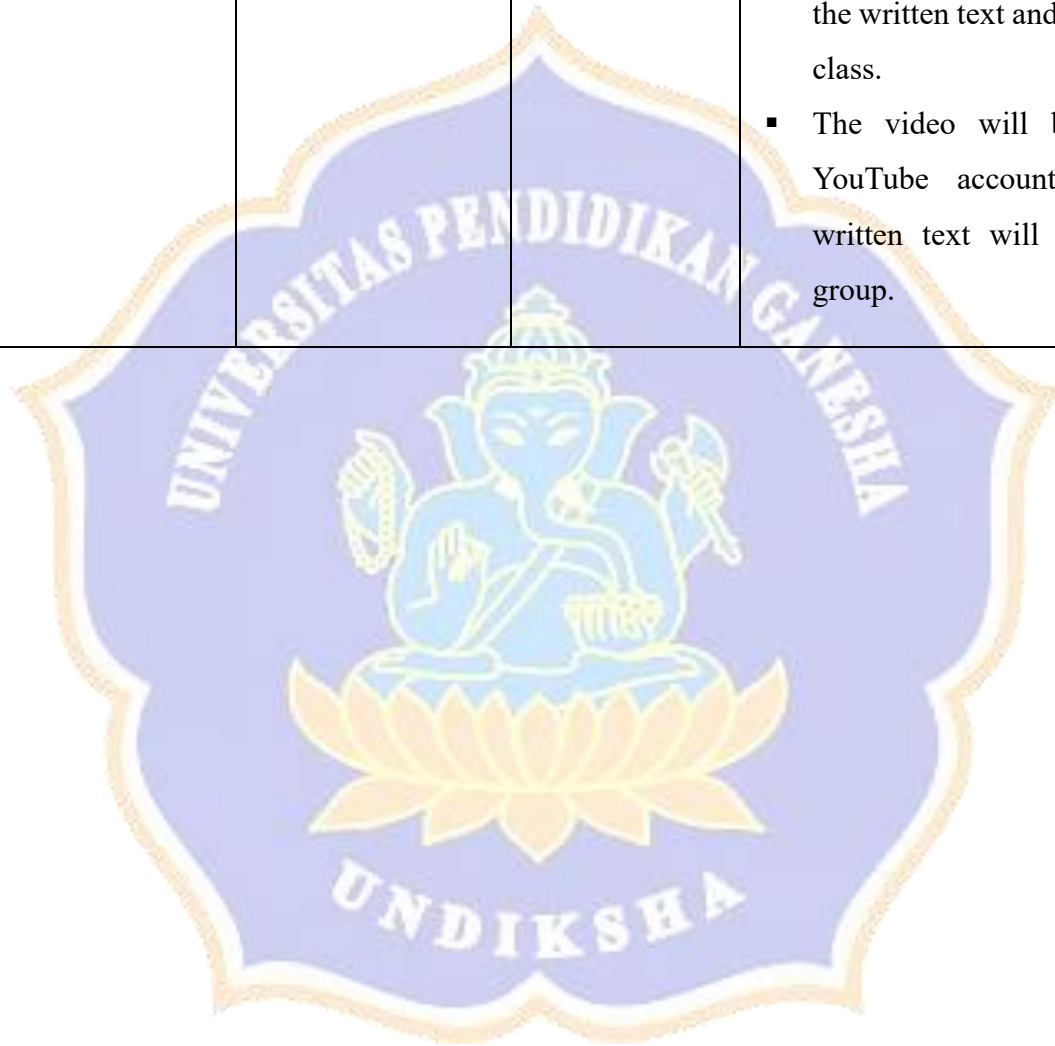 the written text and
class.
▪ The video will
YouTube account
written text will
group.
UNIVERSITAS PENDIDIKAN GANESHA
UNDIKSHA